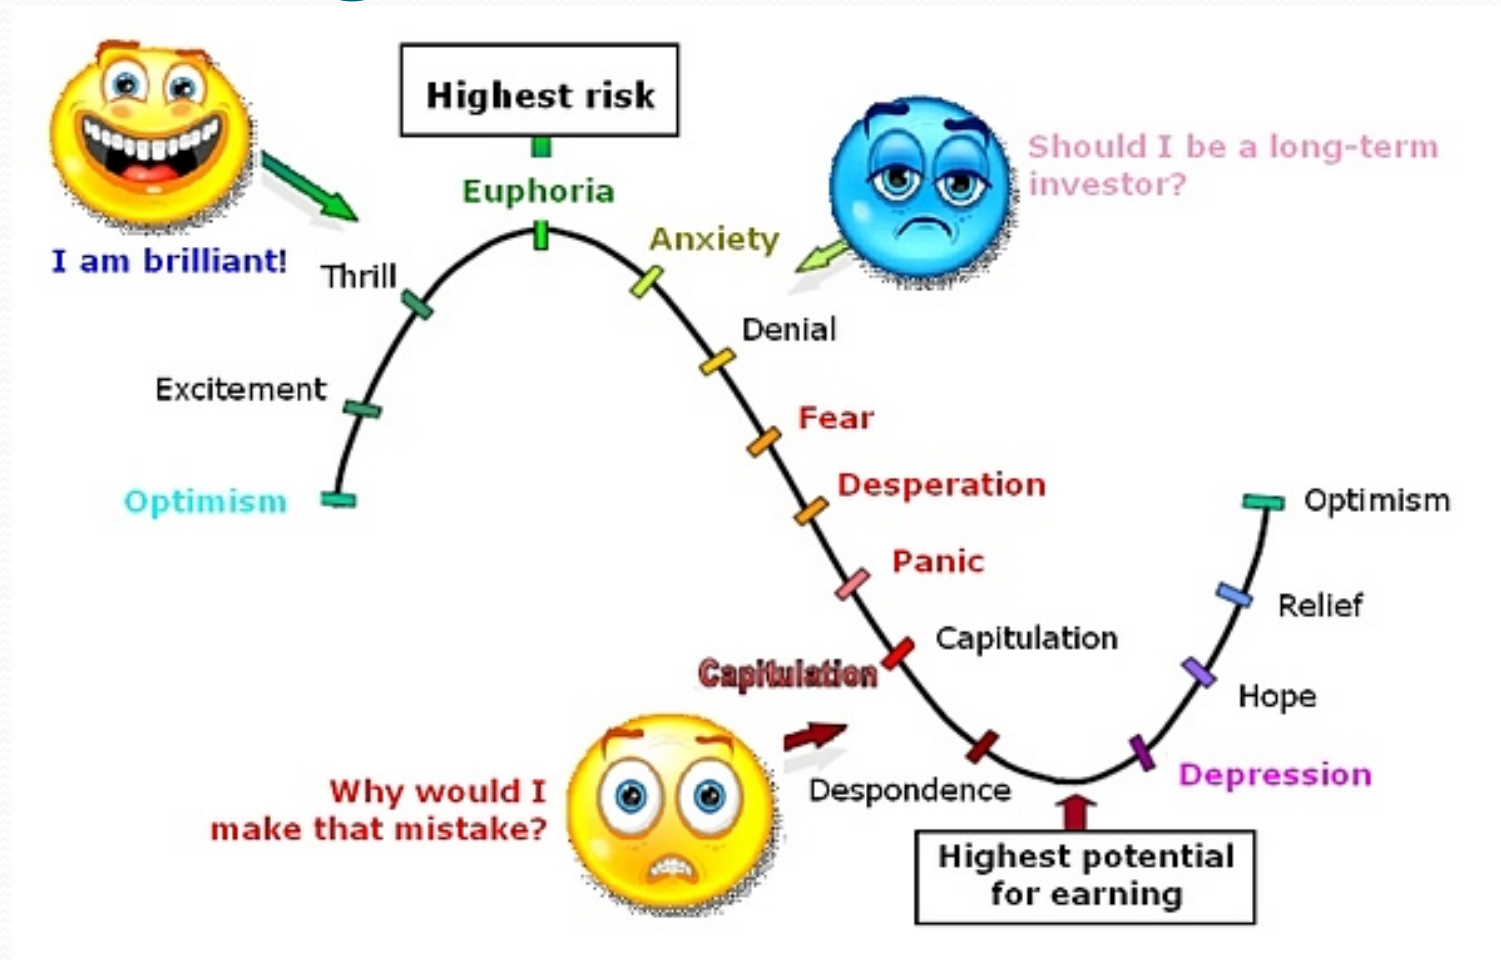 Highest risk
Euphoria
Should I be a long-term
investor?
Anxiety
I am brilliant!
Thrill
Denial
Excitement
Fear
Desperation
Optimism
Optimism
Panic
Relief
Capitulation
Capitulation
Hope
Depression
Despondence
Why would I
make that mistake?
Highest potential
for earning